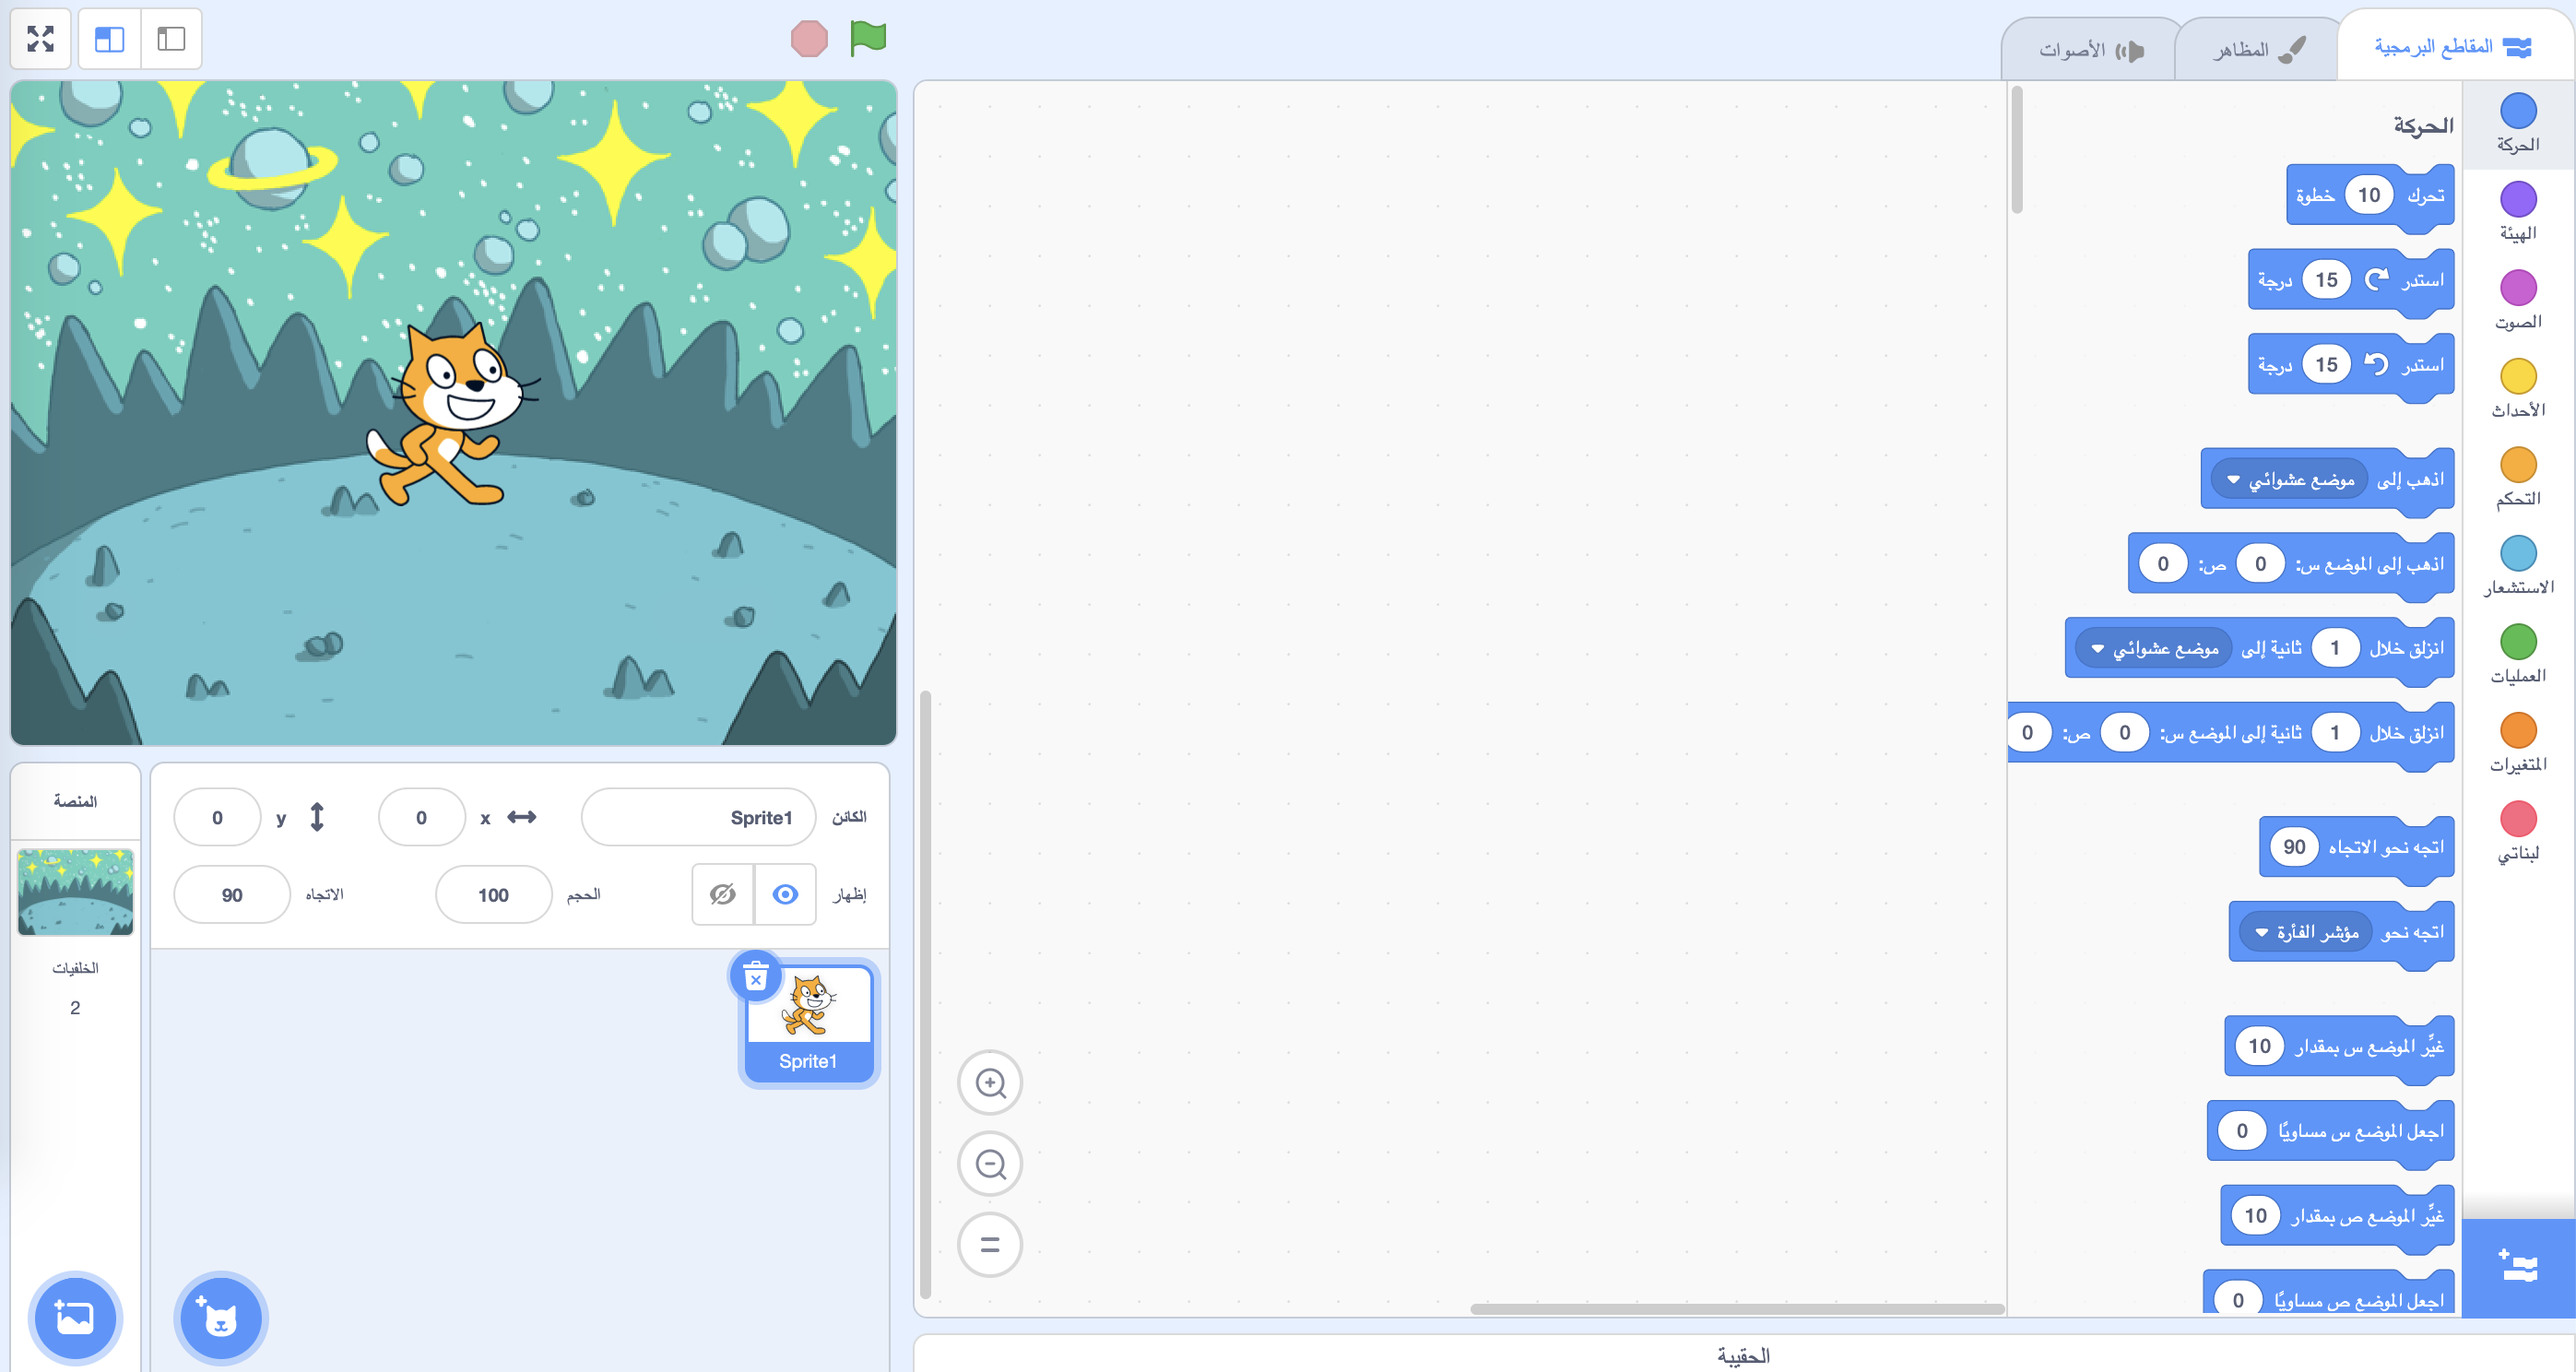 المقاطع البرمجية
المظاهر
الأصوات
الحركة
الهيئة
الصوت
الأحداث
التحكم
الاستشعار
العمليات
المتغيرات
لبناتي
الحركة
تحرك 10 خطوة
استدر 15 درجة
استدر 15 درجة
اذهب إلى موضع عشوائي
اذهب إلى الموضع س: 0 ص: 0
انزلق خلال 1 ثانية إلى موضع عشوائي
انزلق خلال 1 ثانية إلى الموضع س: 0 ص: 0
اتجه نحو الاتجاه 90
اتجه نحو مؤشر الفأرة
غيِّر الموضع س بمقدار 10
اجعل الموضع س مساويًا 0
غيِّر الموضع ص بمقدار 10
اجعل الموضع ص مساويًا 0
الحقيبة
الكائن Sprite1 x 0 y 0
إظهار الحجم 100 الاتجاه 90
Sprite1
المنصة
الخلفيات
2